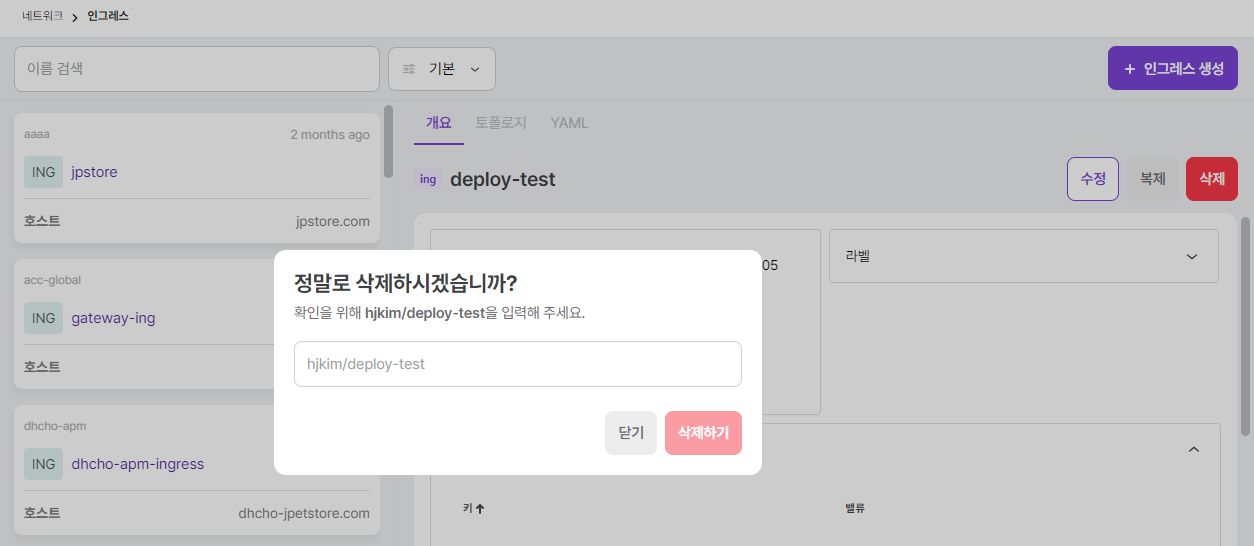 네트워크 > 인그레스
이름 검색
기본
+ 인그레스 생성
aaaa
2 months ago
ING jpstore
호스트
jpstore.com
acc-global
ING gateway-ing
호스트
dhcho-apm
ING dhcho-apm-ingress
호스트
dhcho-jpetstore.com
개요
토폴로지
YAML
ing deploy-test
수정
복제
삭제
05
라벨
키
밸류
정말로 삭제하시겠습니까?
확인을 위해 hjkim/deploy-test을 입력해 주세요.
hjkim/deploy-test
닫기
삭제하기